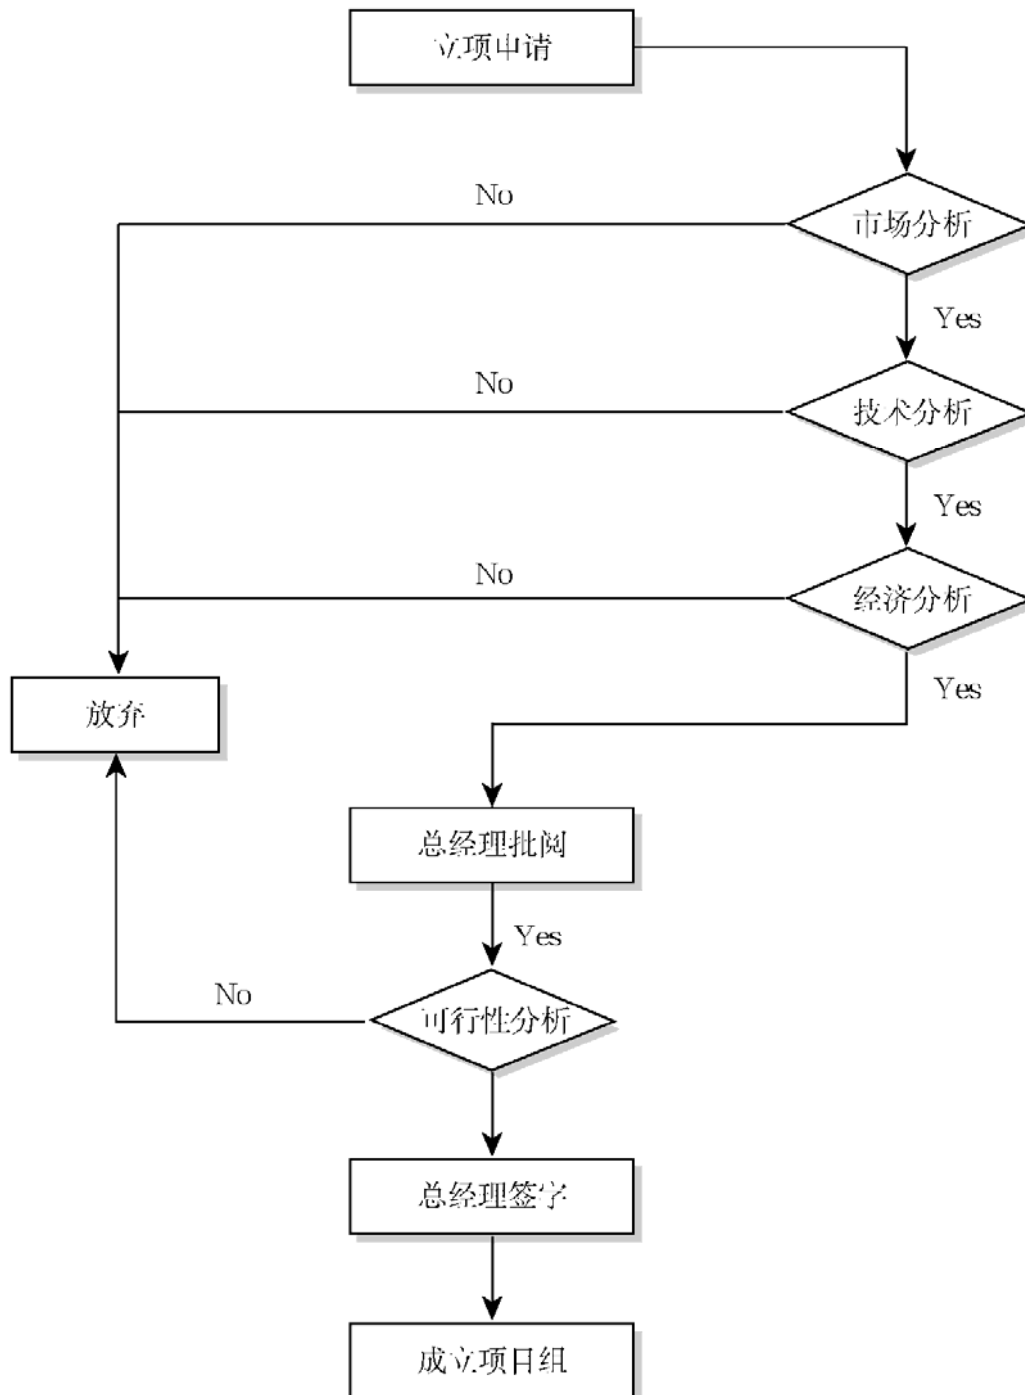 立项申请
No
市场分析
Yes
No
技术分析
Yes
No
经济分析
Yes
放弃
总经理批阅
Yes
No
可行性分析
总经理签字
成立项目组